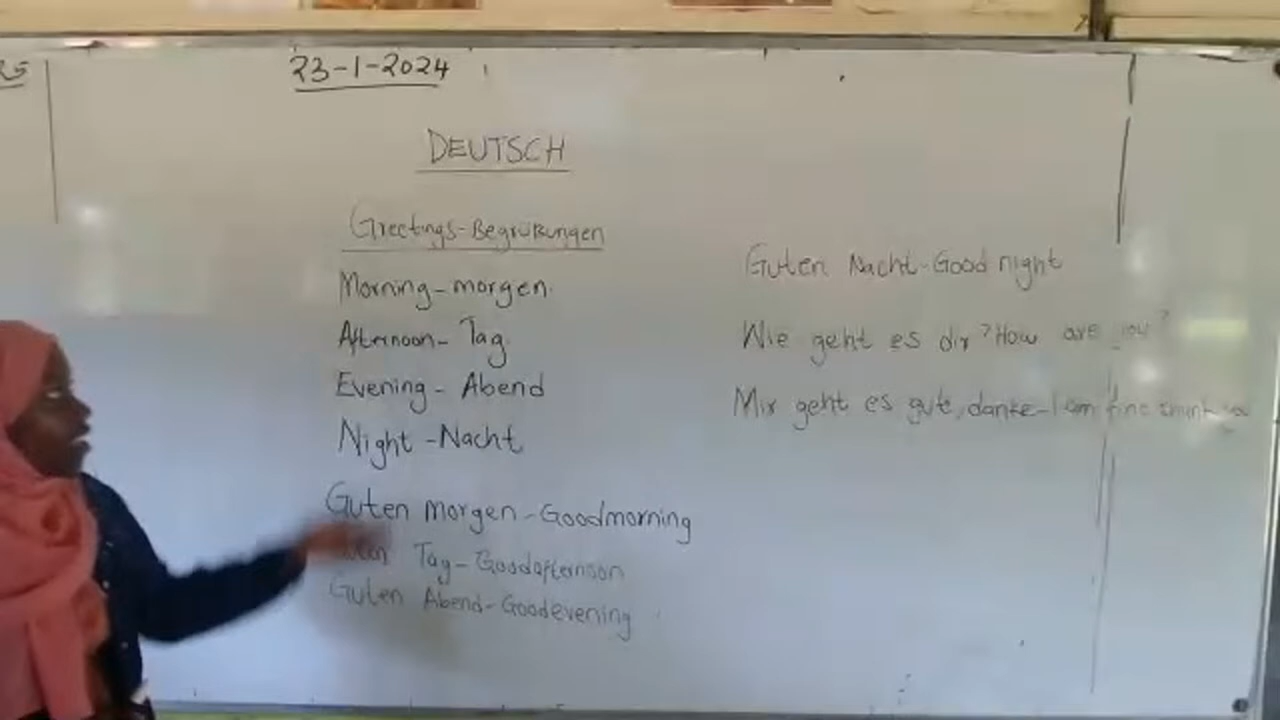 23-1-2024
DEUTSCH
Greetings-Begrüßungen
Morning-morgen
Afternoon-Tag
Evening-Abend
Night-Nacht
Guten Morgen-Goodmorning
Tag-Goodafternoon
Guten Abend-Goodevening
Guten Nacht-Good night
Wie geht es dir? How are you?
Mir geht es gute, danke-I am fine